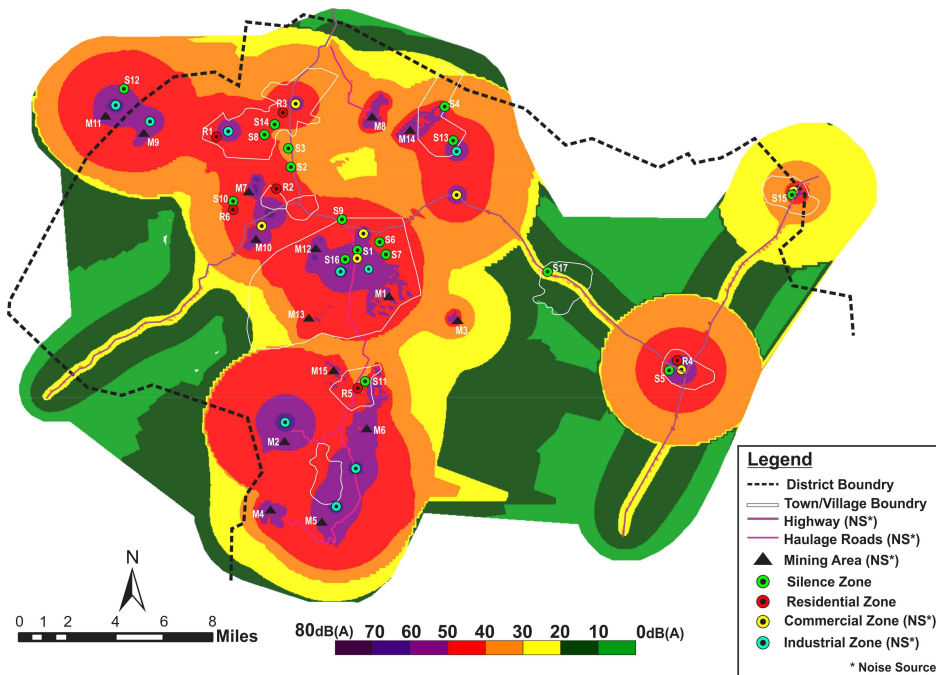 S12
M11
M9
R3
S14
R1
S8
S3
S2
M8
M14
S4
S13
M7
R2
S10
R6
M10
S9
M12
S16
S1
S6
S7
M1
M13
M3
S17
S15
R4
S5
M15
S11
R5
M2
M6
M4
M5
N
0 2 4 6 8 Miles
80dB(A) 70 60 50 40 30 20 10 0dB(A)
Legend
District Boundry
Town/Village Boundry
Highway (NS*)
Haulage Roads (NS*)
Mining Area (NS*)
Silence Zone
Residential Zone
Commercial Zone (NS*)
Industrial Zone (NS*)
* Noise Source